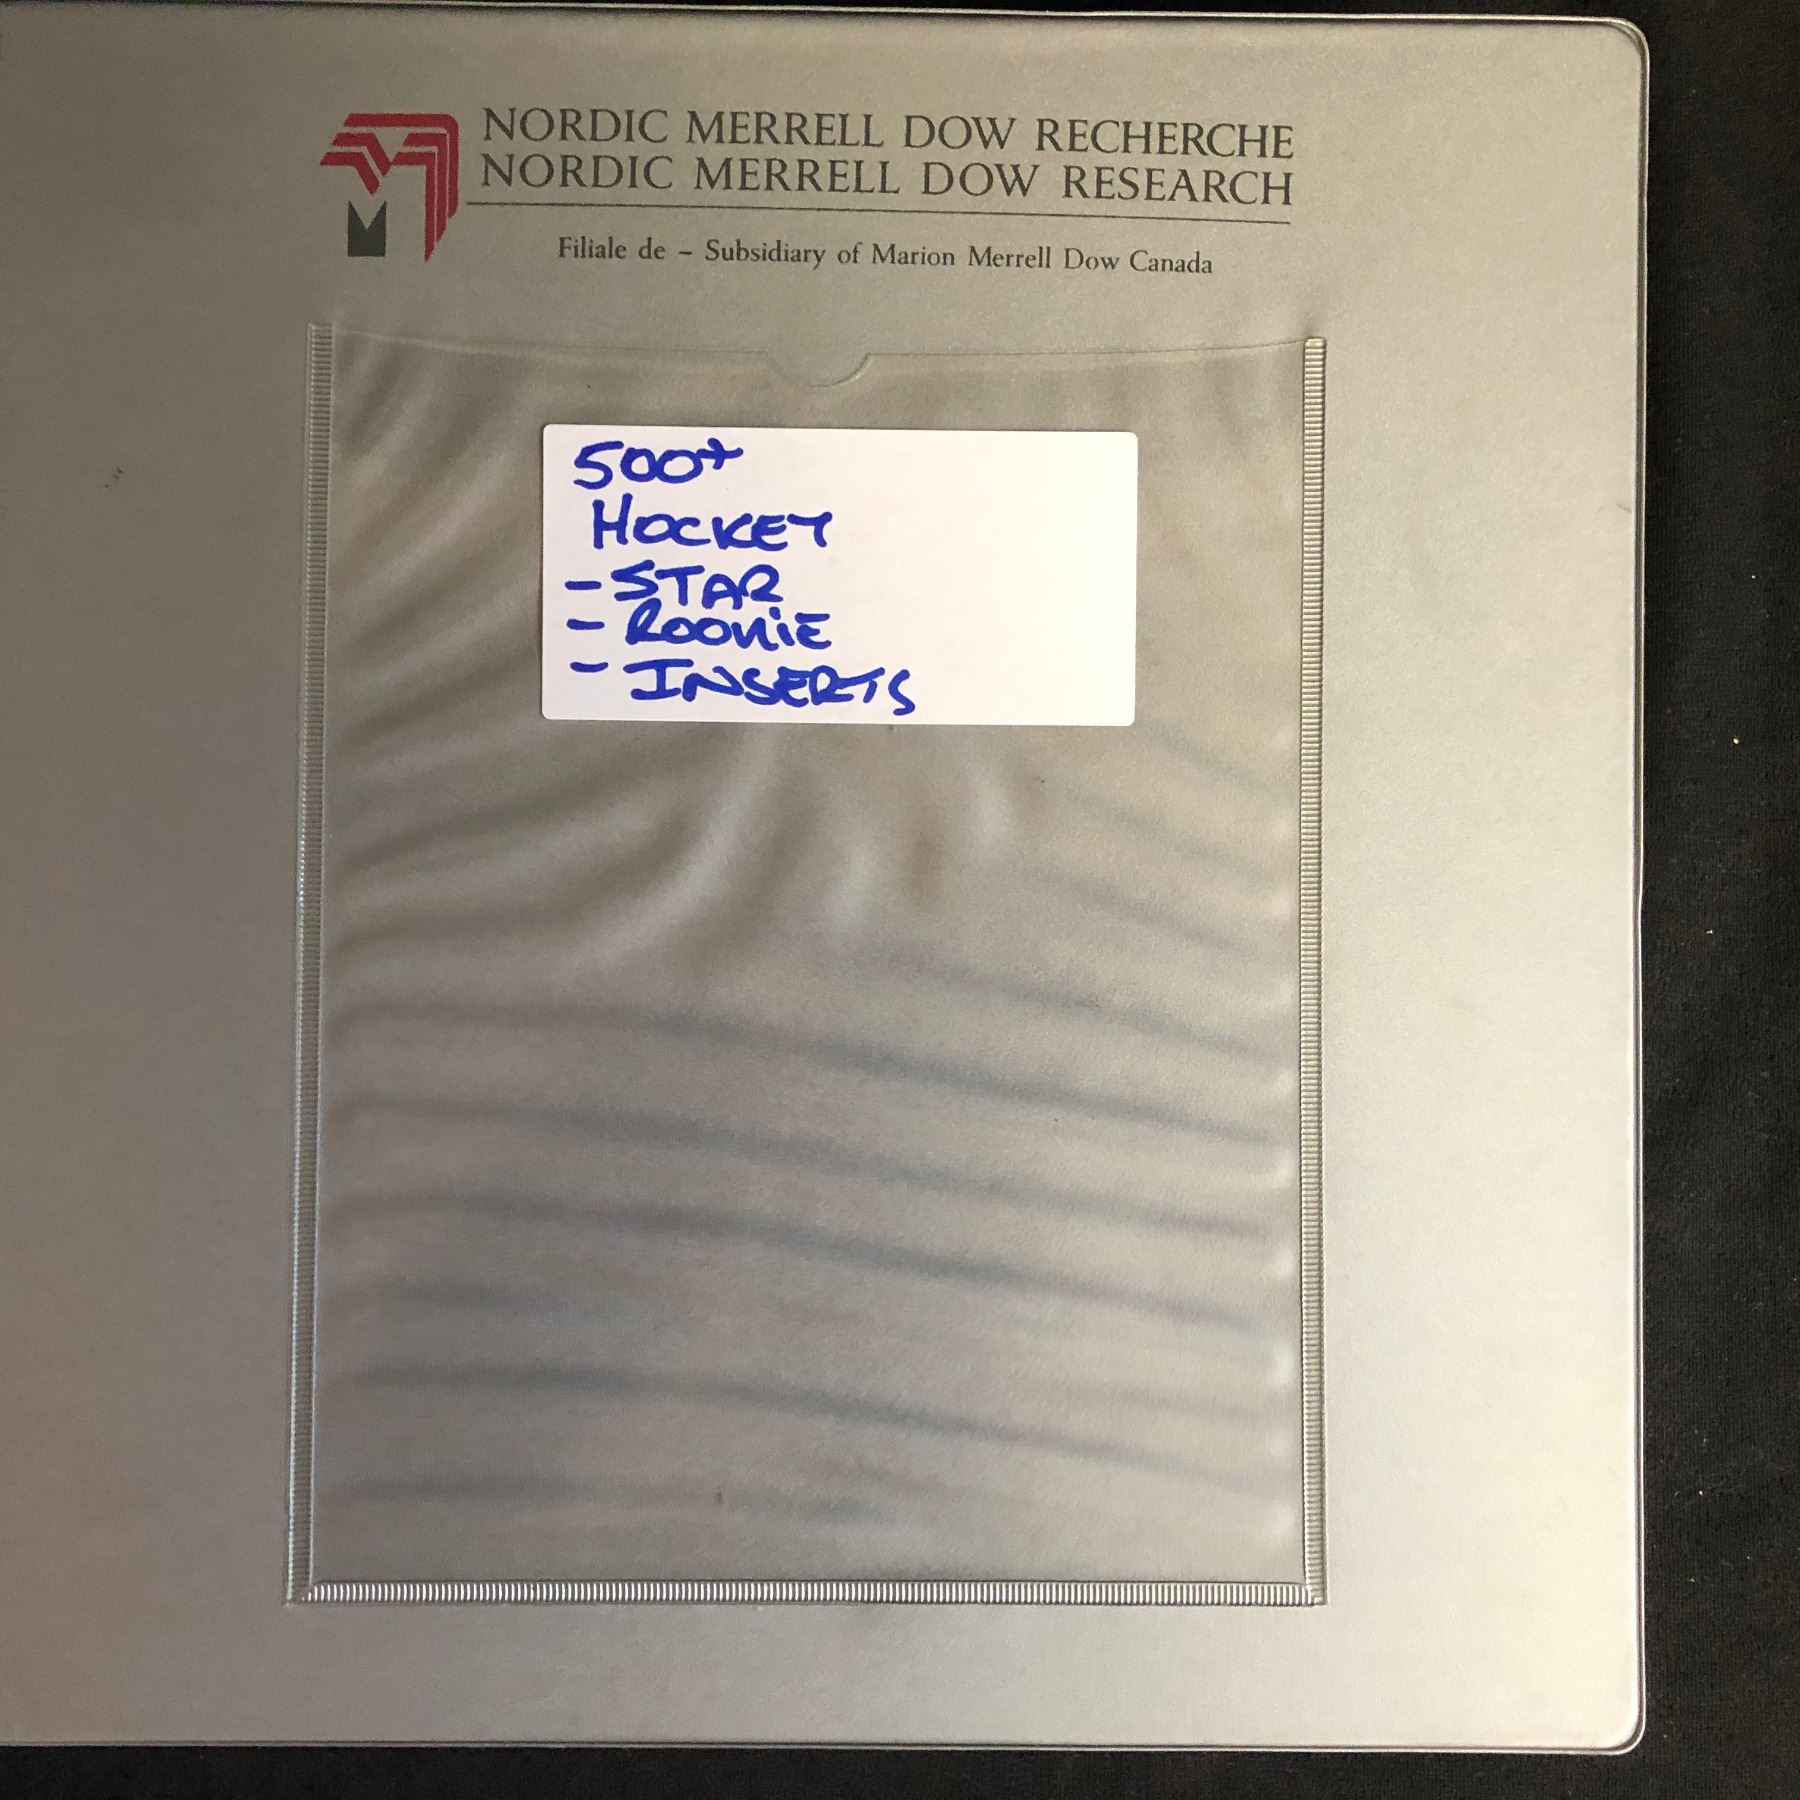 NORDIC MERRELL DOW RECHERCHE
NORDIC MERRELL DOW RESEARCH
Filiale de – Subsidiary of Marion Merrell Dow Canada
500+
HOCKEY
- STAR
- ROOKIE
- INSERTS